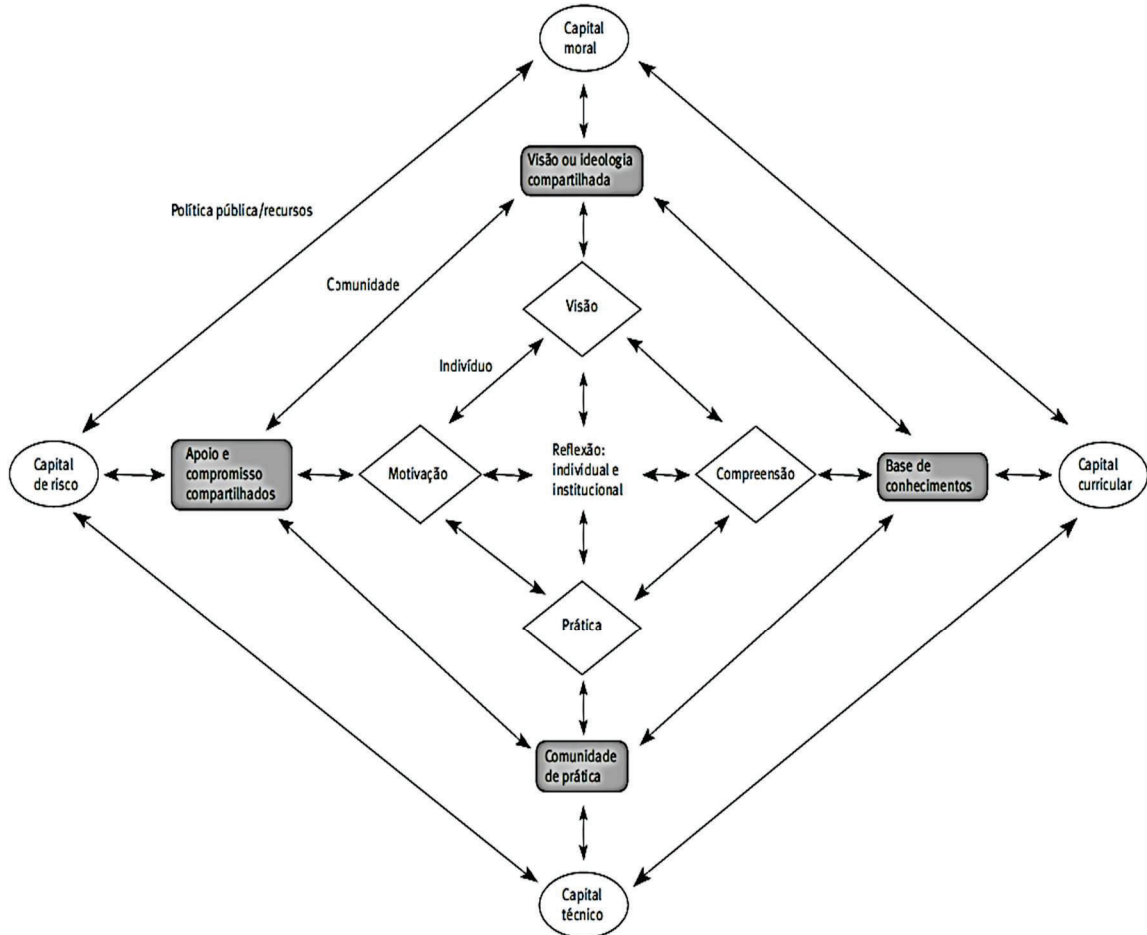 Capital
moral
Visão ou ideologia
compartilhada
Política pública/recursos
Comunidade
Visão
Indivíduo
Capital
de risco
Apoio e
compromisso
compartilhados
Motivação
Reflexão:
individual e
institucional
Compreensão
Base de
conhecimentos
Capital
curricular
Prática
Comunidade
de prática
Capital
técnico